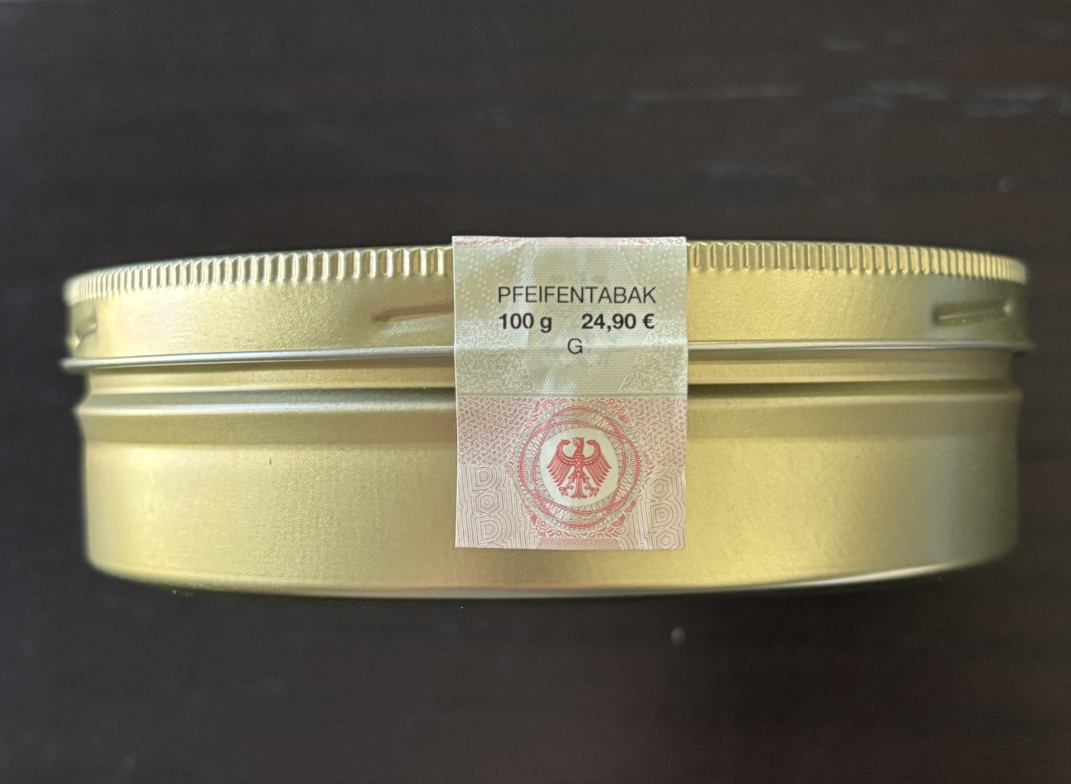 PFEIFENTABAK
100 g 24,90 €
G